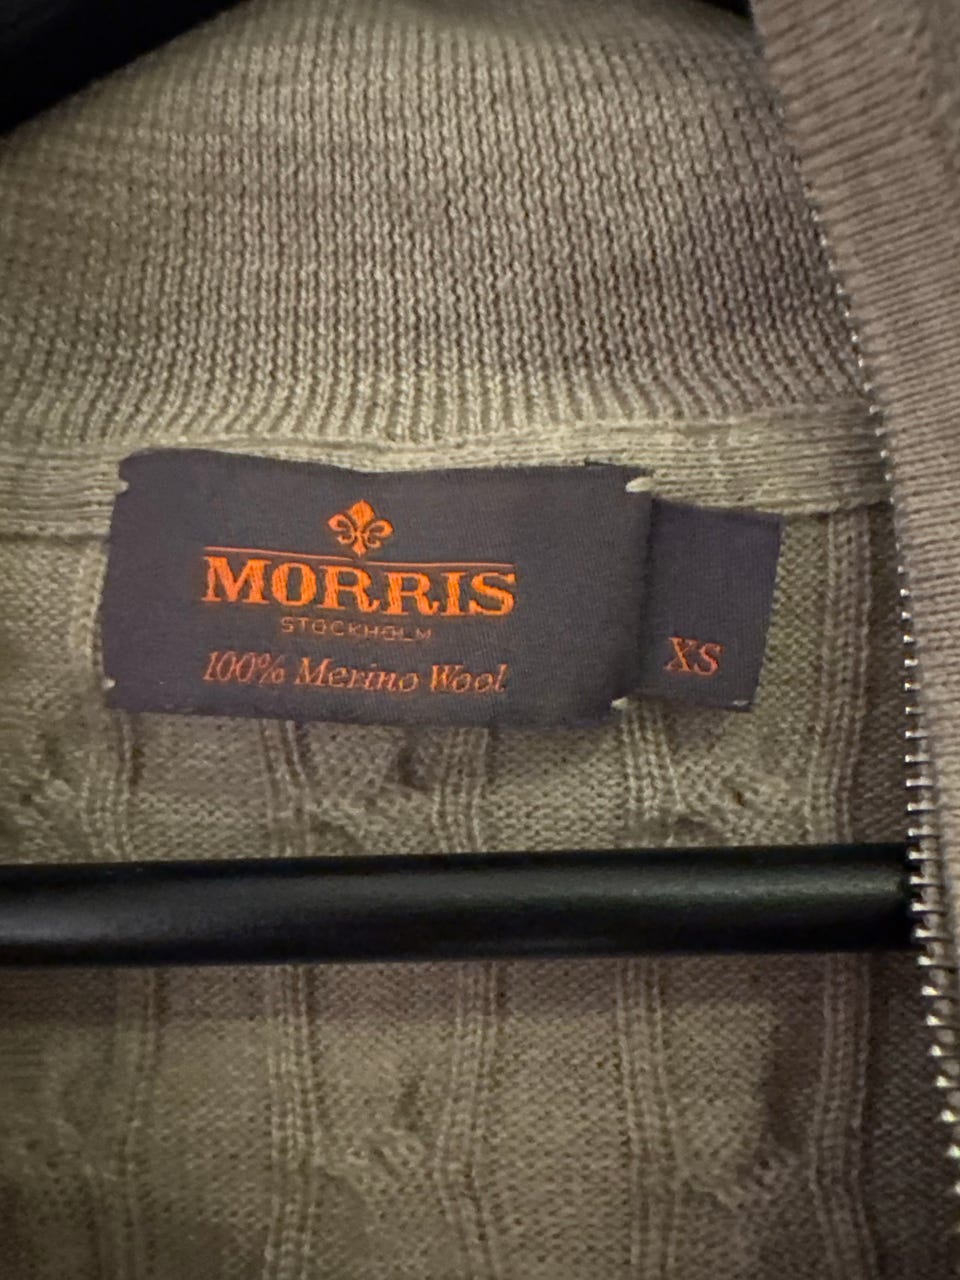 MORRIS
STOCKHOLM
100% Merino Wool
XS